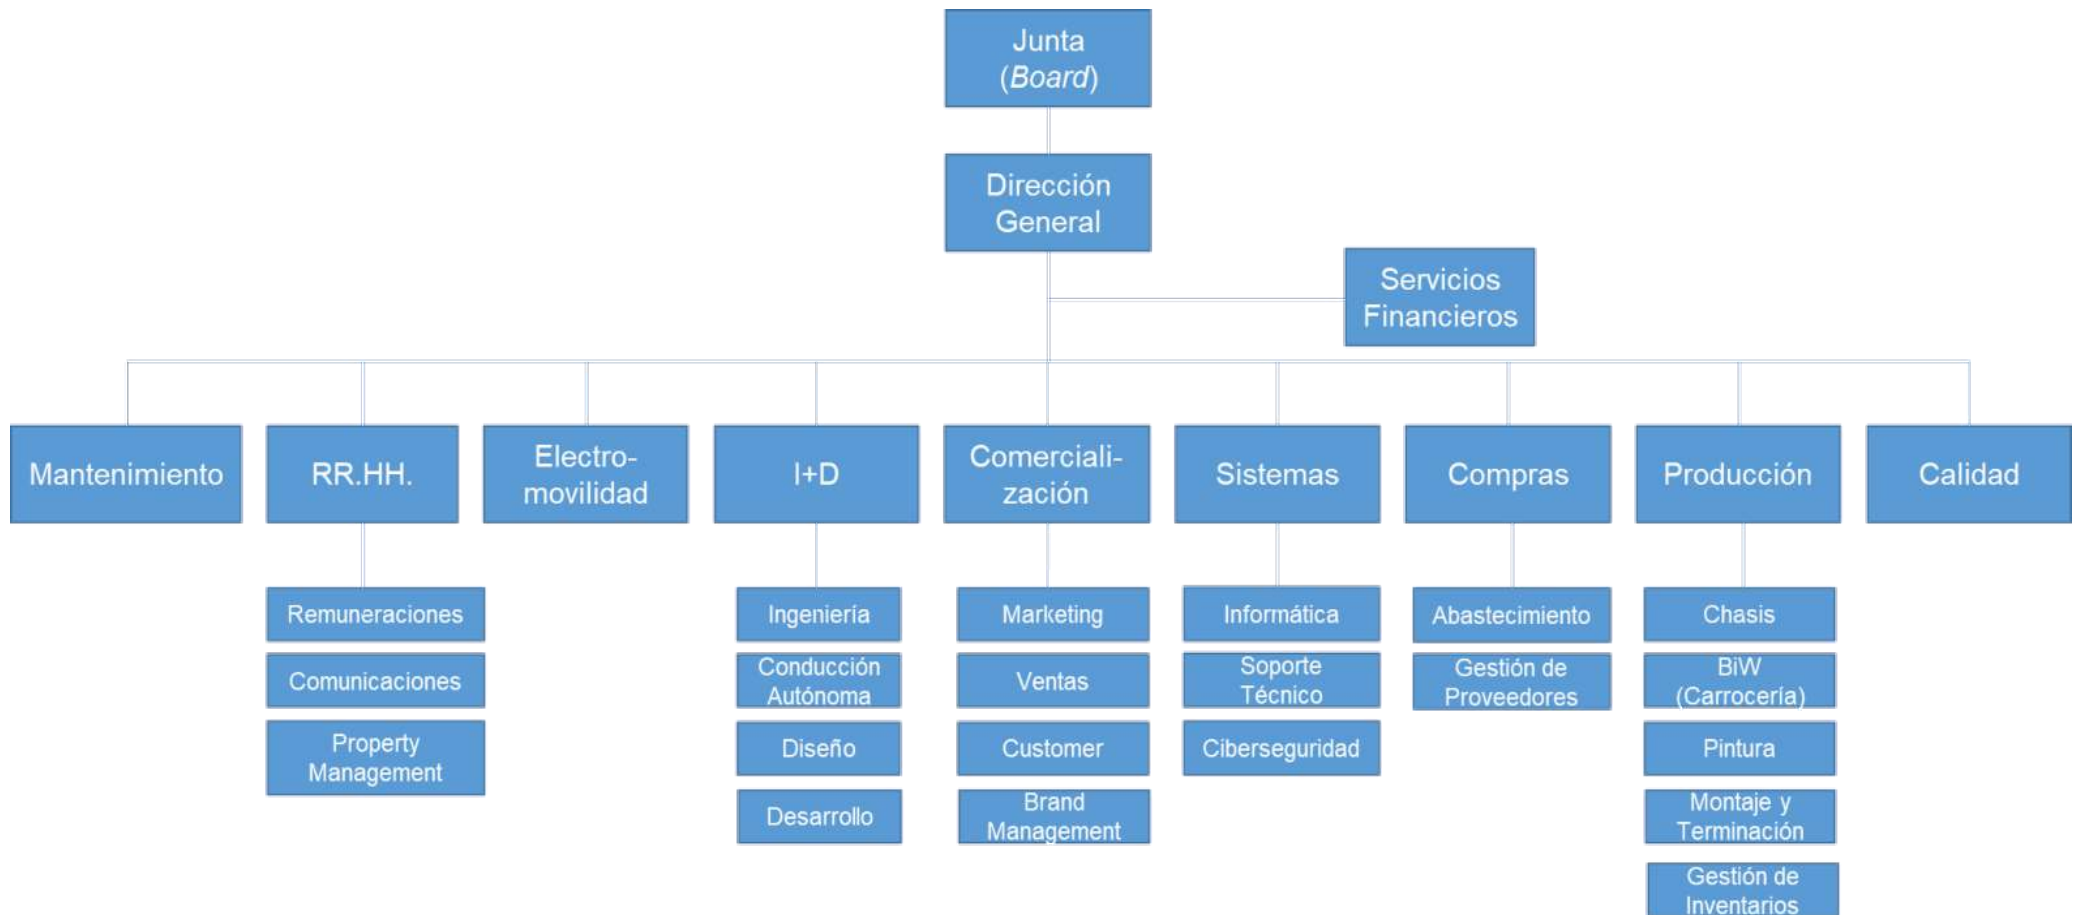 Junta
(Board)
Dirección
General
Servicios
Financieros
Mantenimiento
RR.HH.
Electro-
movilidad
I+D
Comerciali-
zación
Sistemas
Compras
Producción
Calidad
Remuneraciones
Comunicaciones
Property
Management
Ingeniería
Conducción
Autónoma
Diseño
Desarrollo
Marketing
Ventas
Customer
Brand
Management
Informática
Soporte
Técnico
Ciberseguridad
Abastecimiento
Gestión de
Proveedores
Chasis
BiW
(Carrocería)
Pintura
Montaje y
Terminación
Gestión de
Inventarios